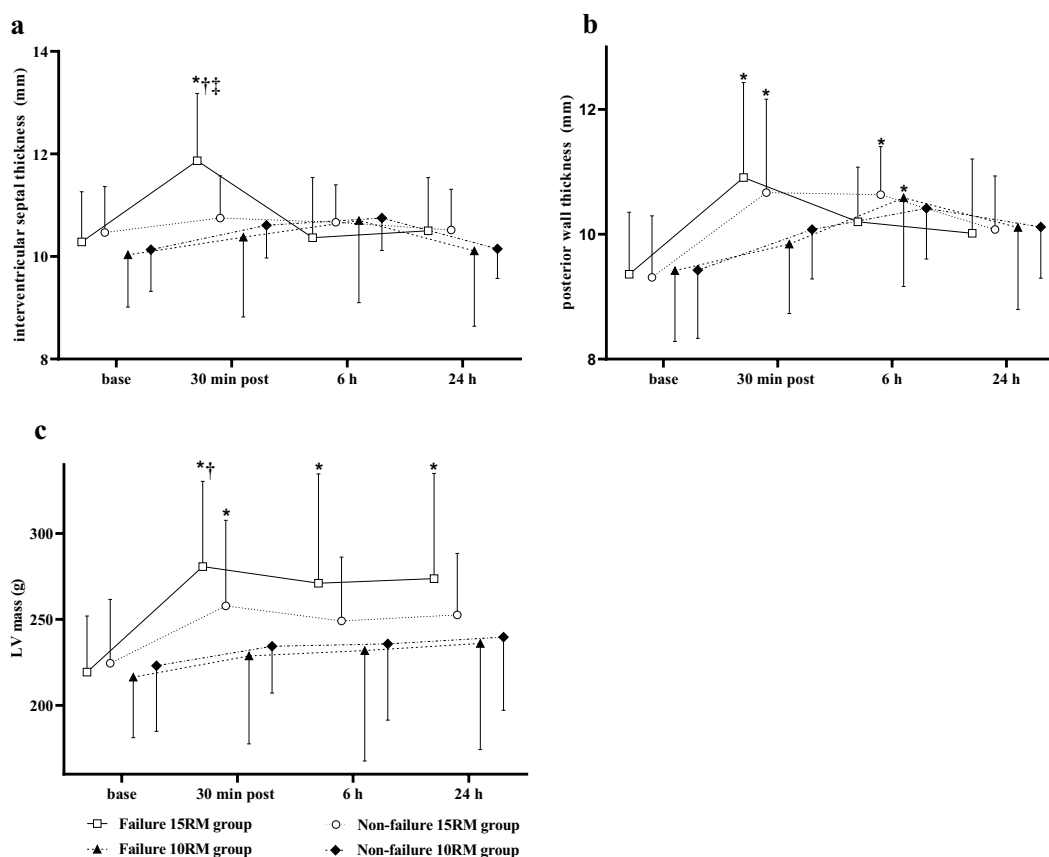 a
interventricular septal thickness (mm)
14
12
10
8
*†‡
base
30 min post
6 h
24 h
b
posterior wall thickness (mm)
12
10
8
*
*
*
*
base
30 min post
6 h
24 h
c
LV mass (g)
300
250
200
*†
*
*
*
base
30 min post
6 h
24 h
Failure 15RM group
Non-failure 15RM group
Failure 10RM group
Non-failure 10RM group